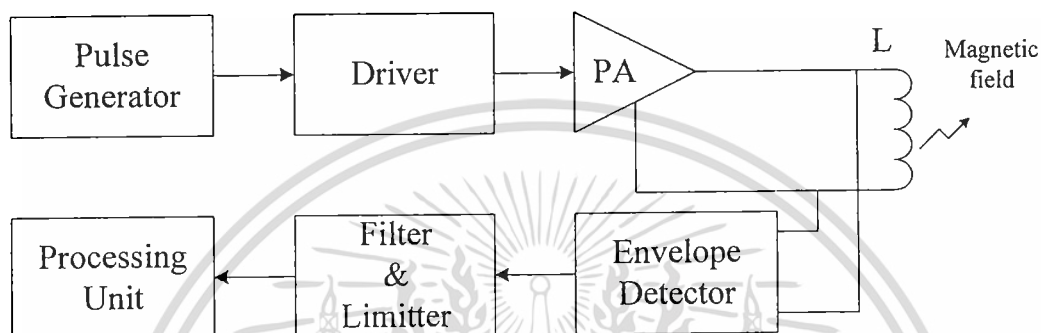 Pulse
Generator
Driver
PA
L
Magnetic
field
Processing
Unit
Filter
&
Limitter
Envelope
Detector